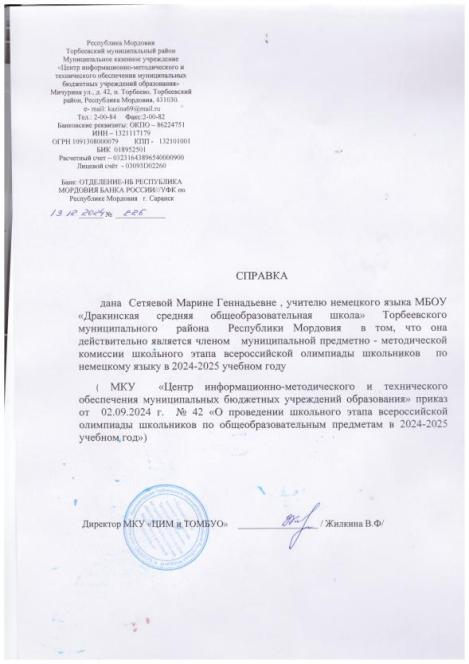 Республика Мордовия
Торбеевский муниципальный район
Муниципальное казенное учреждение
«Центр информационно-методического и
технического обеспечения муниципальных
бюджетных учреждений образования»
Мичурина ул., д. 42, п. Торбеево, Торбеевский
район, Республика Мордовия, 431030.
e- mail: kazina69@mail.ru
Тел.: 2-00-84 Факс:2-00-82
Банковские реквизиты: ОКПО – 86224751
ИНН – 1321117179
ОГРН 1091308000079 КПП - 132101001
БИК 018952501
Расчетный счет – 03231643896540000900
Лицевой счёт - 03093D02260
Банк: ОТДЕЛЕНИЕ-НБ РЕСПУБЛИКА
МОРДОВИЯ БАНКА РОССИИ//УФК по
Республике Мордовия г. Саранск
13.12.2024 № 226
СПРАВКА
дана Сетяевой Марине Геннадьевне , учителю немецкого языка МБОУ
«Дракинская средняя общеобразовательная школа» Торбеевского
муниципального района Республики Мордовия в том, что она
действительно является членом муниципальной предметно - методической
комиссии школьного этапа всероссийской олимпиады школьников по
немецкому языку в 2024-2025 учебном году
( МКУ «Центр информационно-методического и технического
обеспечения муниципальных бюджетных учреждений образования» приказ
от 02.09.2024 г. № 42 «О проведении школьного этапа всероссийской
олимпиады школьников по общеобразовательным предметам в 2024-2025
учебном году»)
Директор МКУ «ЦИМ и ТОМБУО» / Жилкина В.Ф/